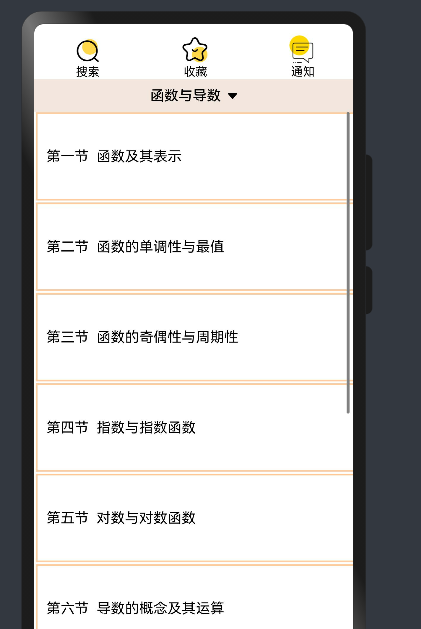 搜索 收藏 通知
函数与导数
第一节 函数及其表示
第二节 函数的单调性与最值
第三节 函数的奇偶性与周期性
第四节 指数与指数函数
第五节 对数与对数函数
第六节 导数的概念及其运算